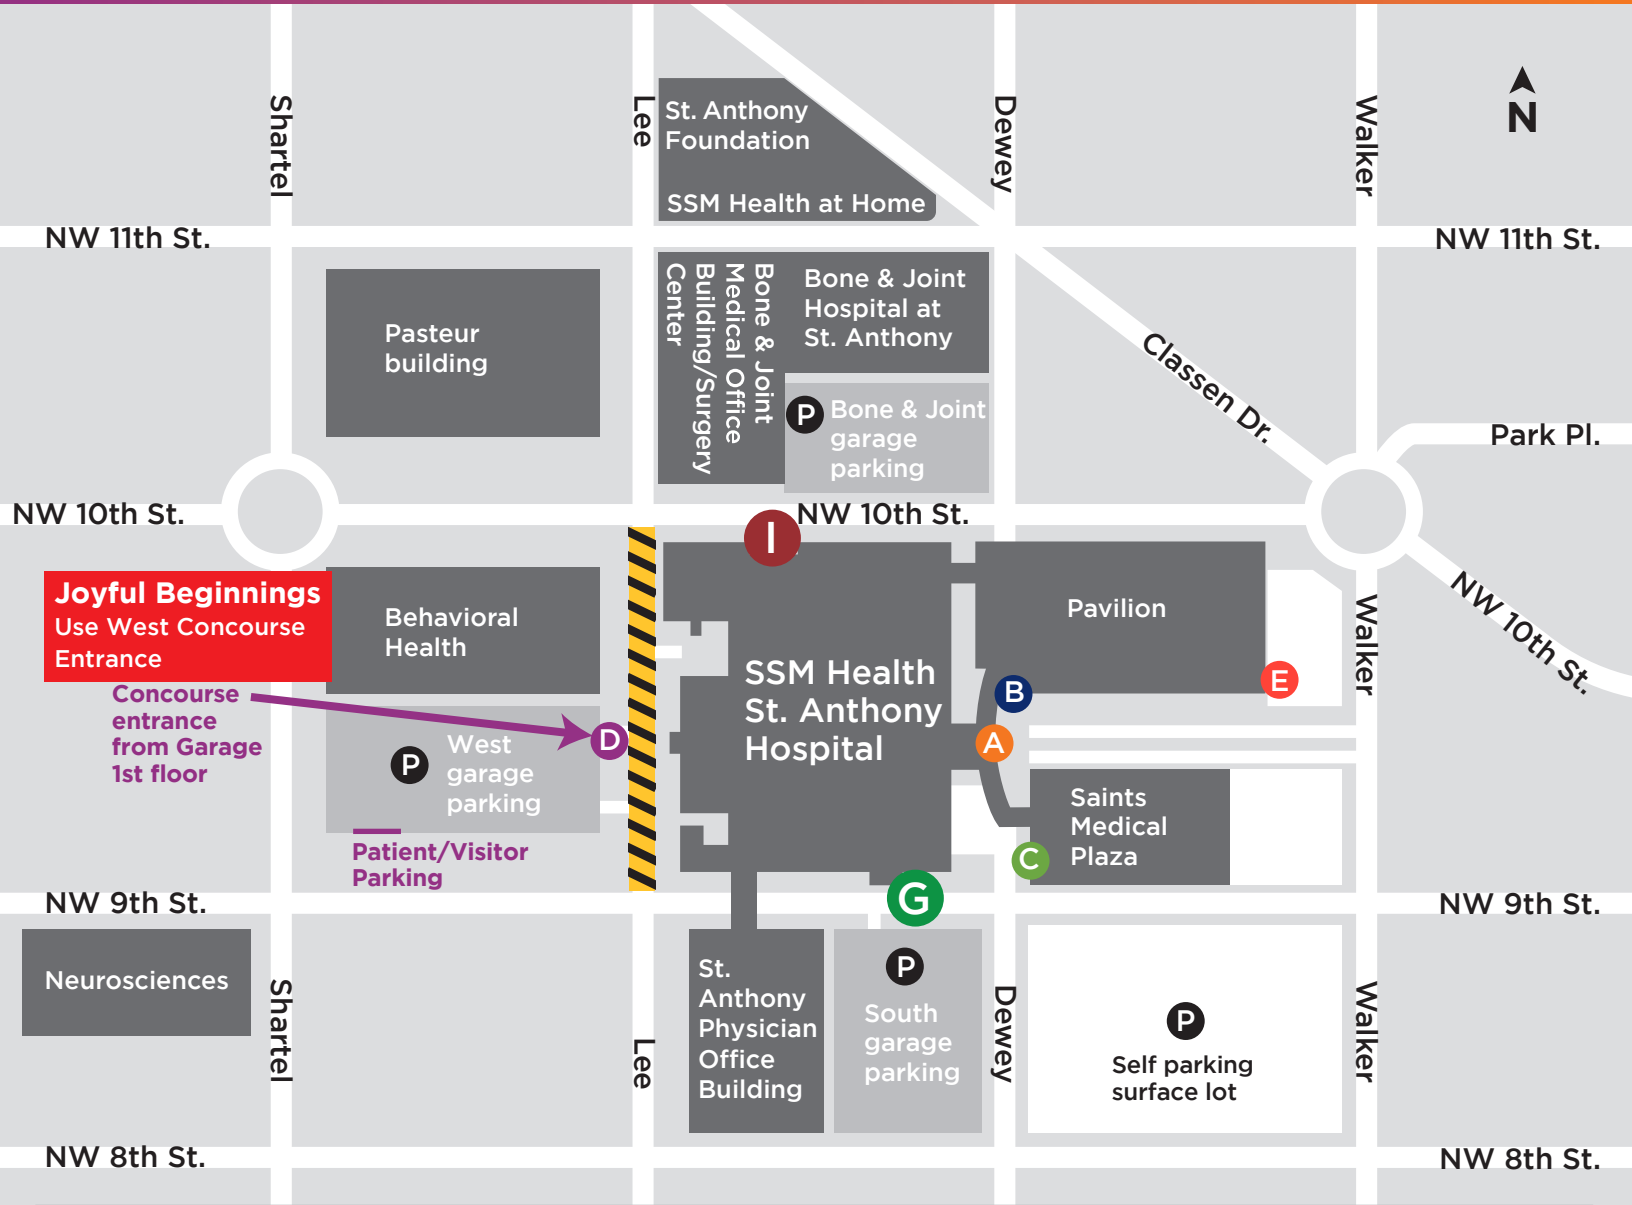 Shartel
Lee
St. Anthony
Foundation
SSM Health at Home
Dewey
Walker
N
NW 11th St.
NW 11th St.
Pasteur
building
Bone & Joint
Medical Office
Building/Surgery
Center
Bone & Joint
Hospital at
St. Anthony
P
Bone & Joint
garage
parking
Classen Dr.
Park Pl.
NW 10th St.
NW 10th St.
I
NW 10th St.
Joyful Beginnings
Use West Concourse
Entrance
Behavioral
Health
Concourse
entrance
from Garage
1st floor
D
P
West
garage
parking
Patient/Visitor
Parking
SSM Health
St. Anthony
Hospital
Pavilion
Walker
E
B
A
Saints
Medical
Plaza
C
G
NW 9th St.
NW 9th St.
Neurosciences
Shartel
Lee
St.
Anthony
Physician
Office
Building
P
South
garage
parking
Dewey
P
Self parking
surface lot
Walker
NW 8th St.
NW 8th St.